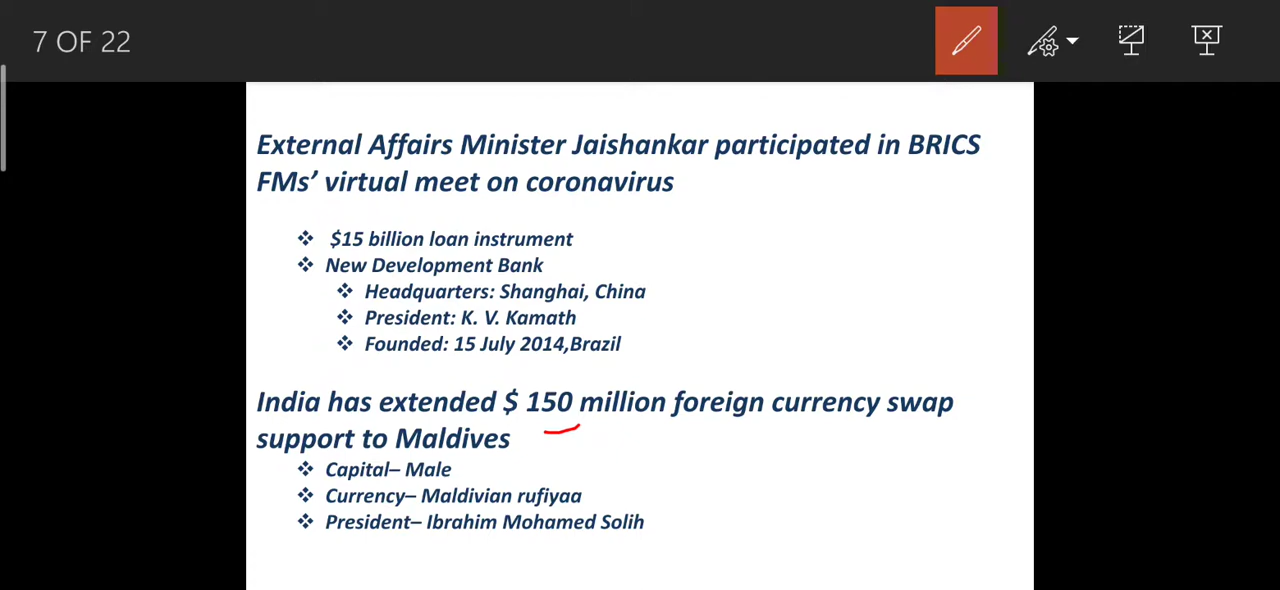 7 OF 22
External Affairs Minister Jaishankar participated in BRICS
FMs’ virtual meet on coronavirus
❖ $15 billion loan instrument
❖ New Development Bank
❖ Headquarters: Shanghai, China
❖ President: K. V. Kamath
❖ Founded: 15 July 2014,Brazil
India has extended $ 150 million foreign currency swap
support to Maldives
❖ Capital– Male
❖ Currency– Maldivian rufiyaa
❖ President– Ibrahim Mohamed Solih